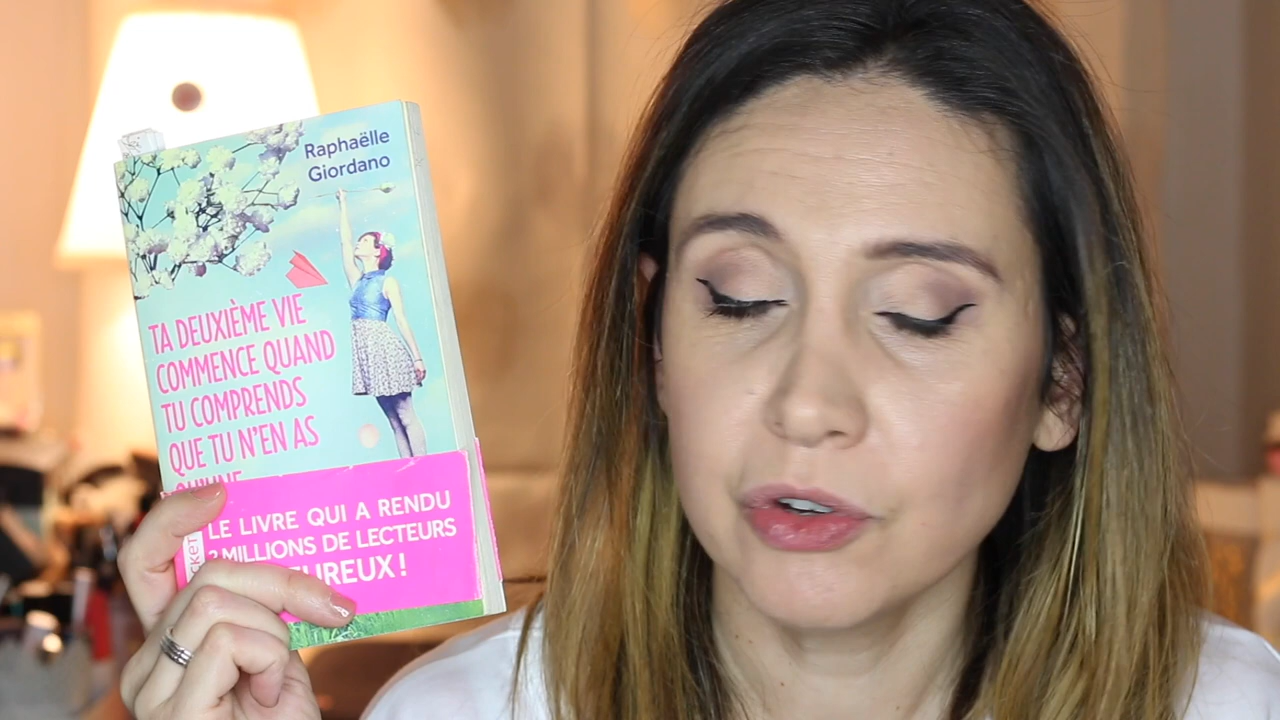 Raphaëlle
Giordano
TA DEUXIÈME VIE
COMMENCE QUAND
TU COMPRENDS
QUE TU N'EN AS
LE LIVRE QUI A RENDU
2 MILLIONS DE LECTEURS